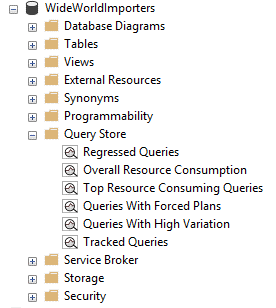 WideWorldImporters
Database Diagrams
Tables
Views
External Resources
Synonyms
Programmability
Query Store
Regressed Queries
Overall Resource Consumption
Top Resource Consuming Queries
Queries With Forced Plans
Queries With High Variation
Tracked Queries
Service Broker
Storage
Security